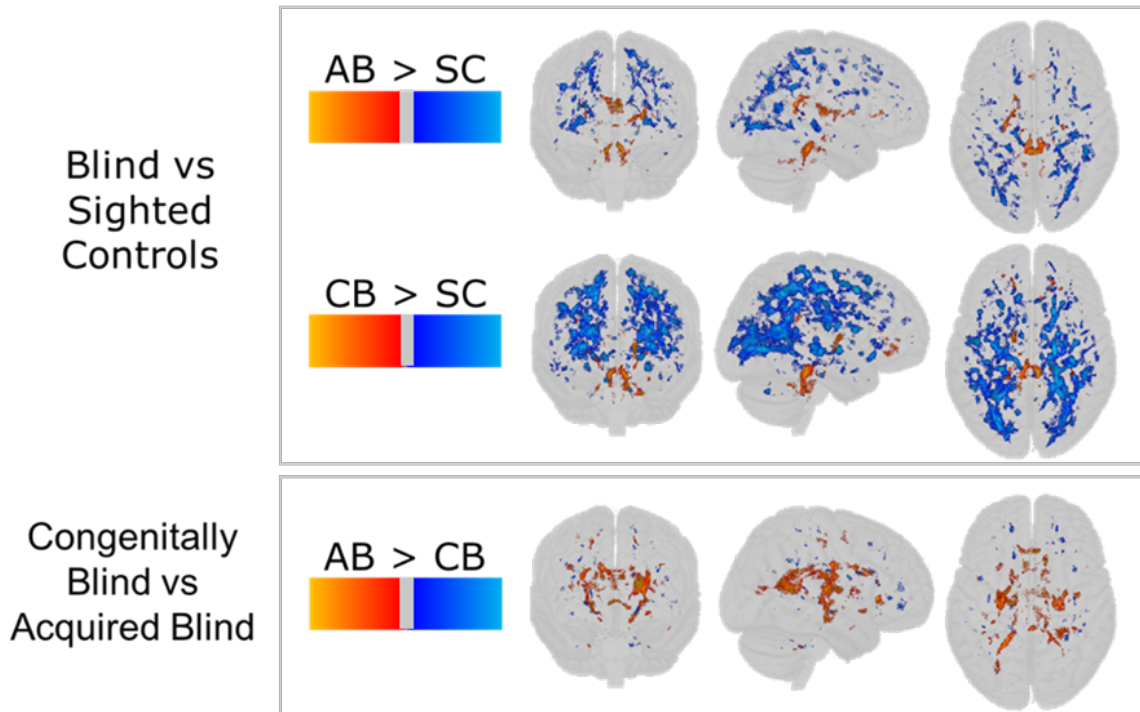 Blind vs
Sighted
Controls
AB > SC
CB > SC
Congenitally
Blind vs
Acquired Blind
AB > CB